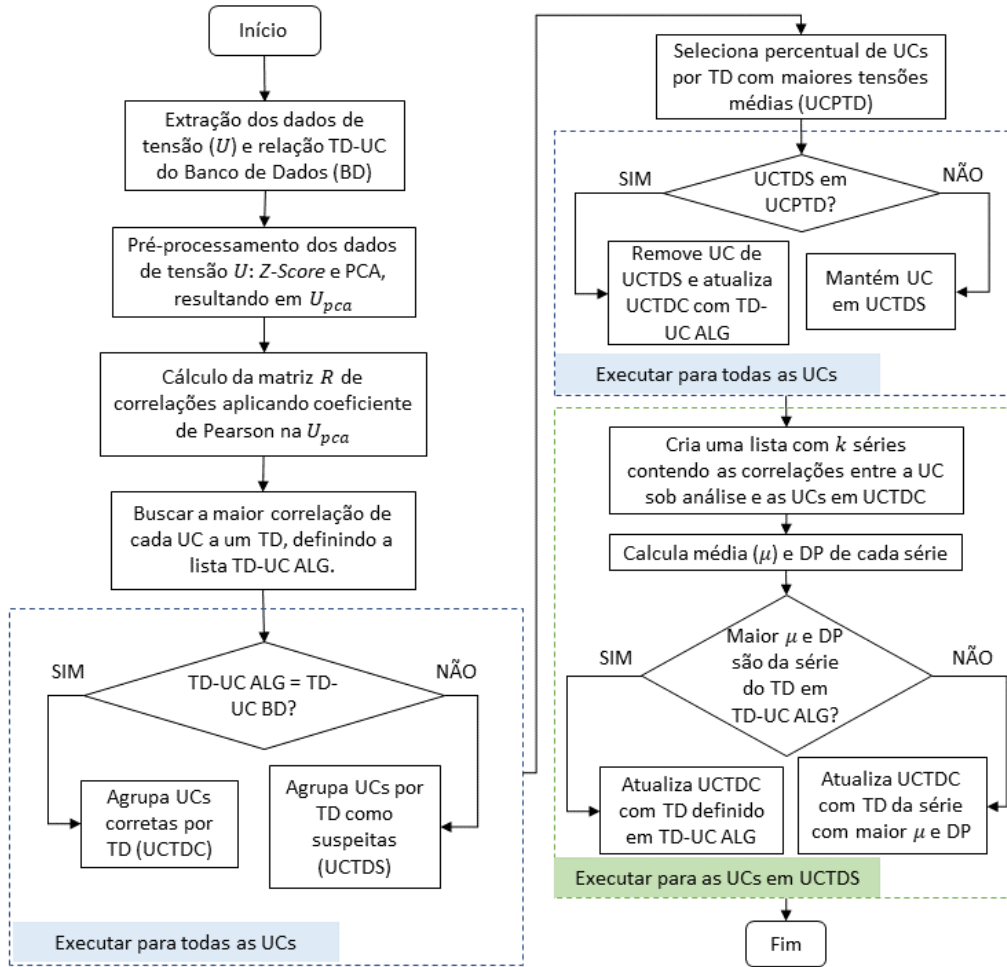 Início
Extração dos dados de
tensão (U) e relação TD-UC
do Banco de Dados (BD)
Pré-processamento dos dados
de tensão U: Z-Score e PCA,
resultando em U_pca
Cálculo da matriz R de
correlações aplicando coeficiente
de Pearson na U_pca
Buscar a maior correlação de
cada UC a um TD, definindo a
lista TD-UC ALG.
SIM
NÃO
TD-UC ALG = TD-
UC BD?
Agrupa UCs
corretas por
TD (UCTDC)
Agrupa UCs por
TD como
suspeitas
(UCTDS)
Executar para todas as UCs
Seleciona percentual de UCs
por TD com maiores tensões
médias (UCPTD)
SIM
NÃO
UCTDS em
UCPTD?
Remove UC de
UCTDS e atualiza
UCTDC com TD-
UC ALG
Mantém UC
em UCTDS
Executar para todas as UCs
Cria uma lista com k séries
contendo as correlações entre a UC
sob análise e as UCs em UCTDC
Calcula média (μ) e DP de cada série
SIM
NÃO
Maior μ e DP
são da série
do TD em
TD-UC ALG?
Atualiza UCTDC
com TD definido
em TD-UC ALG
Atualiza UCTDC
com TD da série
com maior μ e DP
Executar para as UCs em UCTDS
Fim